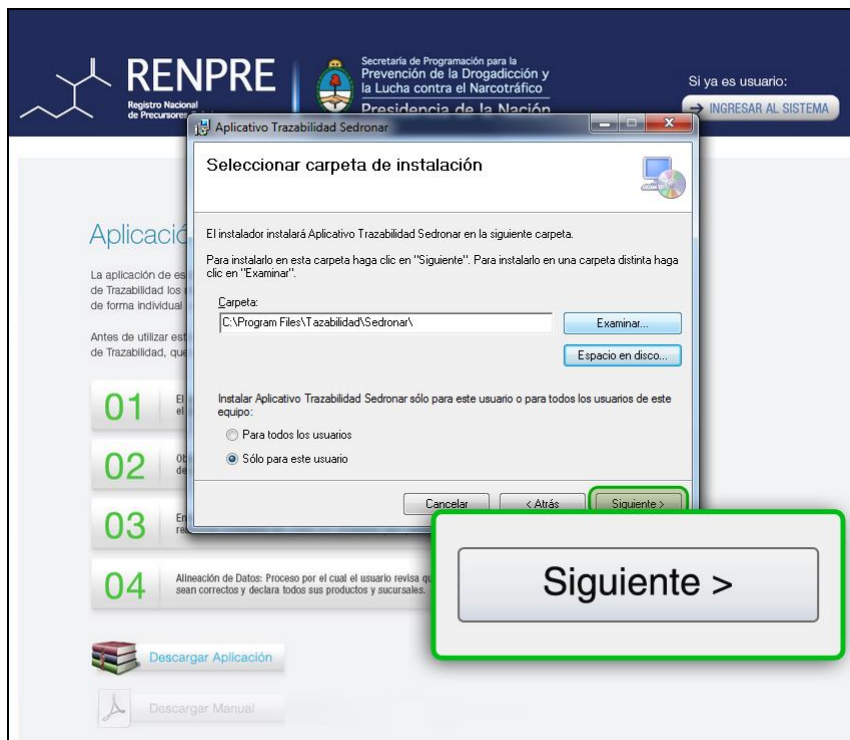 RENPRE
Registro Nacional
de Precursores
Secretaría de Programación para la
Prevención de la Drogadicción y
la Lucha contra el Narcotráfico
Presidencia de la Nación
Si ya es usuario:
INGRESAR AL SISTEMA
Aplicativo Trazabilidad Sedronar
Seleccionar carpeta de instalación
El instalador instalará Aplicativo Trazabilidad Sedronar en la siguiente carpeta.
Para instalarlo en esta carpeta haga clic en "Siguiente". Para instalarlo en una carpeta distinta haga
clic en "Examinar".
Carpeta:
C:\Program Files\Tazabilidad\Sedronar\
Examinar...
Espacio en disco...
Instalar Aplicativo Trazabilidad Sedronar sólo para este usuario o para todos los usuarios de este
equipo:
Para todos los usuarios
Sólo para este usuario
Cancelar
< Atrás
Siguiente >
Siguiente >
Aplicació
La aplicación de es
de Trazabilidad los
de forma individual
Antes de utilizar est
de Trazabilidad, que
01
El
el
02
de
03
En
04
Alineación de Datos: Proceso por el cual el usuario revisa qu
sean correctos y declara todos sus productos y sucursales.
Descargar Aplicación
Descargar Manual